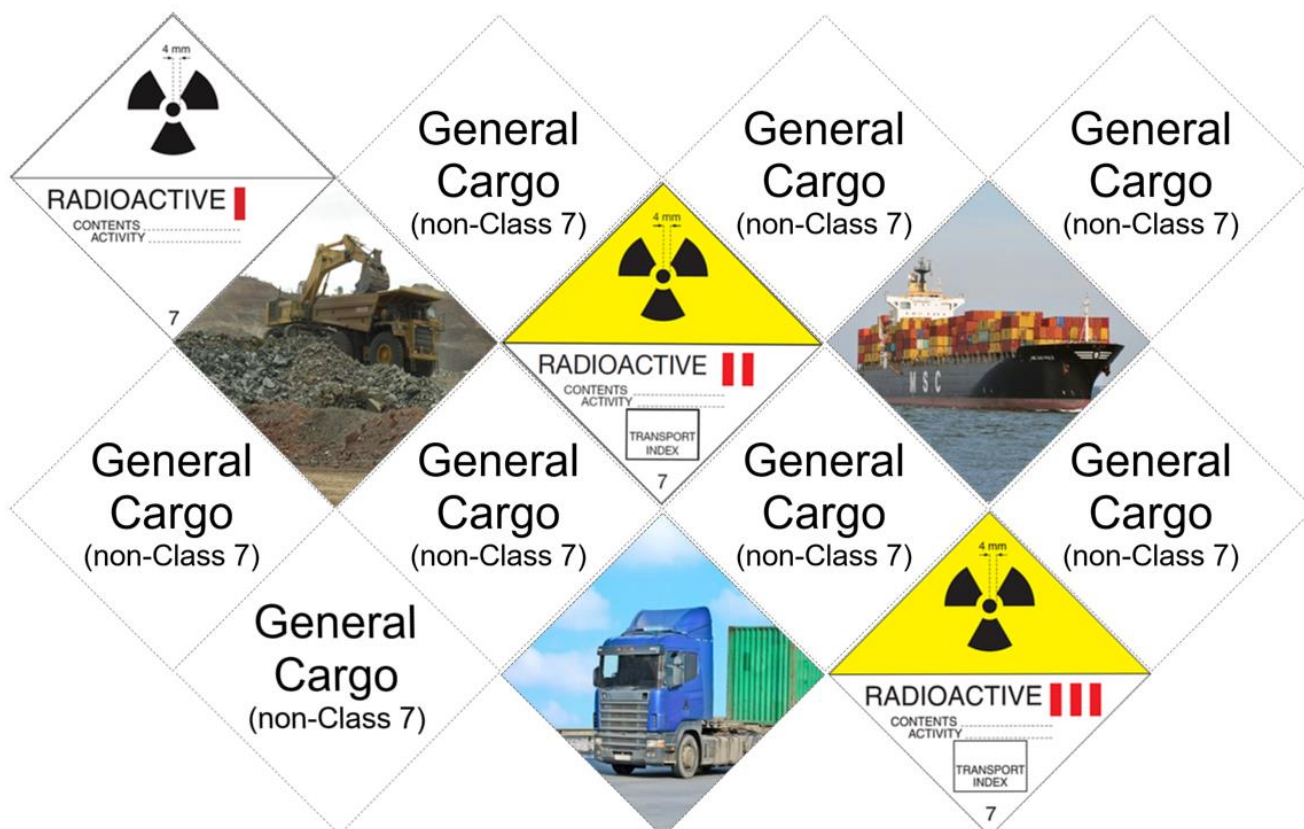 4 mm
RADIOACTIVE I
CONTENTS
ACTIVITY
7
General
Cargo
(non-Class 7)
General
Cargo
(non-Class 7)
General
Cargo
(non-Class 7)
4 mm
RADIOACTIVE II
CONTENTS
ACTIVITY
TRANSPORT
INDEX
7
MSC
General
Cargo
(non-Class 7)
General
Cargo
(non-Class 7)
General
Cargo
(non-Class 7)
General
Cargo
(non-Class 7)
General
Cargo
(non-Class 7)
4 mm
RADIOACTIVE III
CONTENTS
ACTIVITY
TRANSPORT
INDEX
7